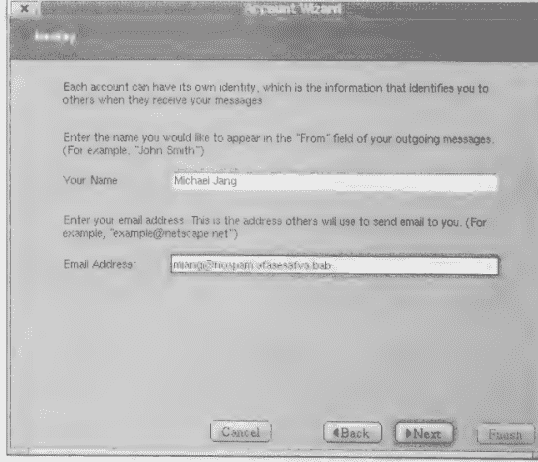 Account Wizard
Identity
Each account can have its own identity, which is the information that identifies you to
others when they receive your messages
Enter the name you would like to appear in the "From" field of your outgoing messages.
(For example, "John Smith")
Your Name
Michael Jang
Enter your email address. This is the address others will use to send email to you. (For
example, "example@netscape.net")
Email Address:
Cancel
Back
Next
Finish